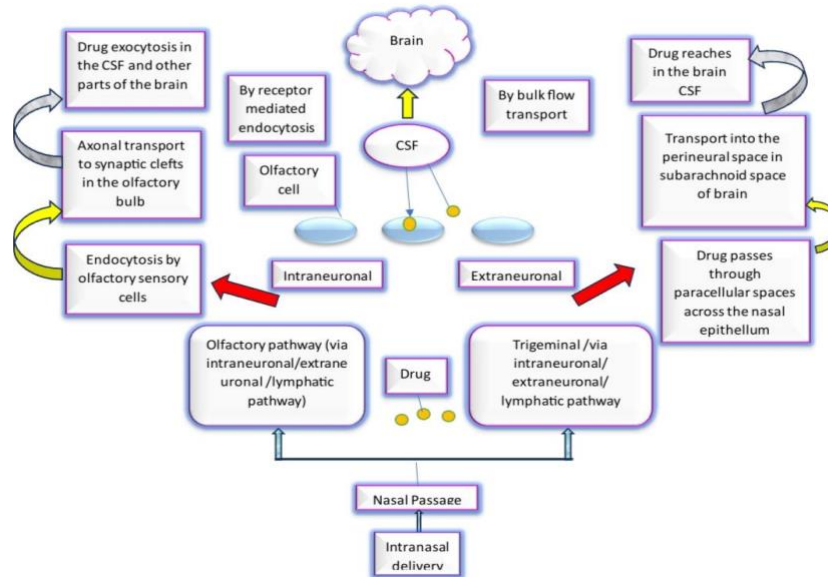 Brain
Drug exocytosis in
the CSF and other
parts of the brain
Drug reaches
in the brain
CSF
By receptor
mediated
endocytosis
By bulk flow
transport
CSF
Axonal transport
to synaptic clefts
in the olfactory
bulb
Transport into the
perineural space in
subarachnoid space
of brain
Olfactory
cell
Endocytosis by
olfactory sensory
cells
Intraneuronal
Extraneuronal
Drug passes
through
paracellular spaces
across the nasal
epithellum
Olfactory pathway (via
intraneuronal/extrane
uronal /lymphatic
pathway)
Drug
Trigeminal /via
intraneuronal/
extraneuronal/
lymphatic pathway
Nasal Passage
Intranasal
delivery